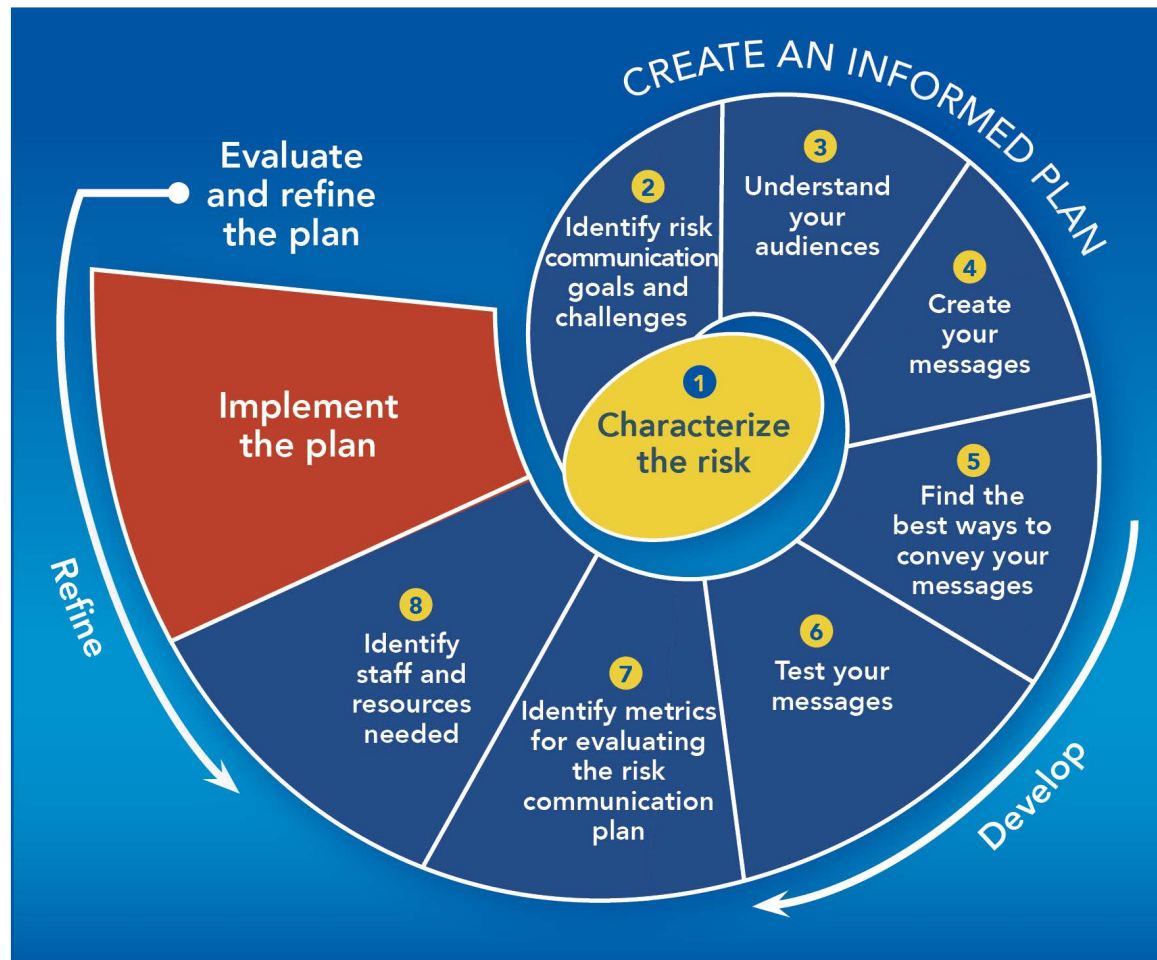 CREATE AN INFORMED PLAN
1
Characterize
the risk
2
Identify risk
communication
goals and
challenges
3
Understand
your
audiences
4
Create
your
messages
5
Find the
best ways to
convey your
messages
6
Test your
messages
7
Identify metrics
for evaluating
the risk
communication
plan
8
Identify
staff and
resources
needed
Develop
Implement
the plan
Evaluate
and refine
the plan
Refine